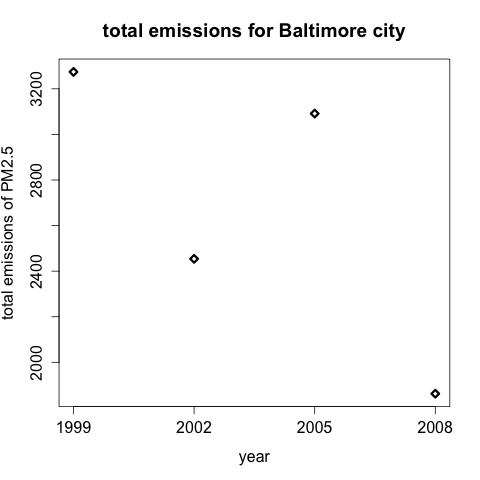 total emissions for Baltimore city
total emissions of PM2.5
3200
2800
2400
2000
1999 2002 2005 2008
year